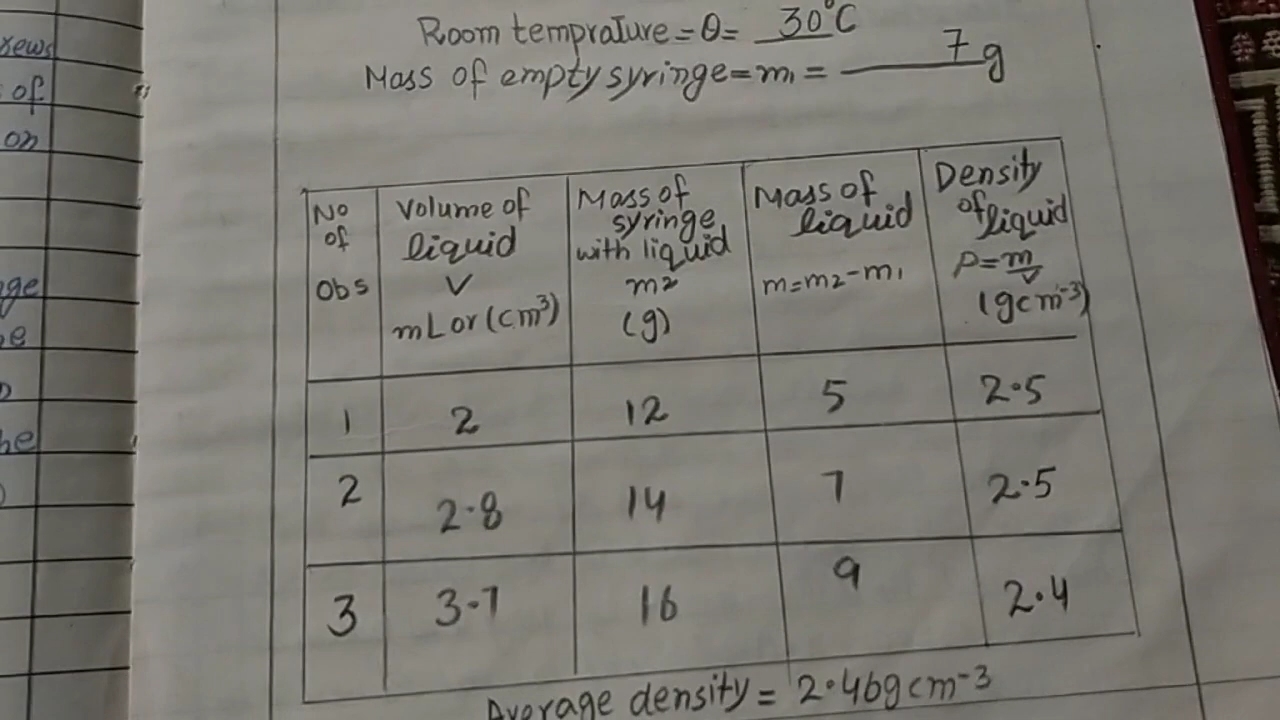 Room temprature = θ = 30°C
Mass of empty syringe = m₁ = 7 g
No of Obs
Volume of liquid V mL or (cm³)
Mass of syringe with liquid m₂ (g)
Mass of liquid m = m₂ - m₁
Density of liquid ρ = m/v (gcm⁻³)
1 2 12 5 2.5
2 2.8 14 7 2.5
3 3.7 16 9 2.4
Average density = 2.46gcm⁻³
of
on